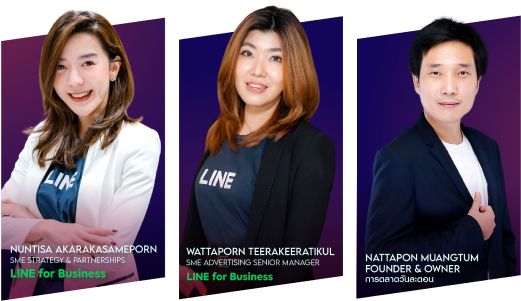 LINE
NUNTISA AKARAKASAMEPORN
SME STRATEGY & PARTNERSHIPS
LINE for Business
LINE
WATTAPORN TEERAKEERATIKUL
SME ADVERTISING SENIOR MANAGER
LINE for Business
NATTAPON MUANGTUM
FOUNDER & OWNER
การตลาดวันละตอน